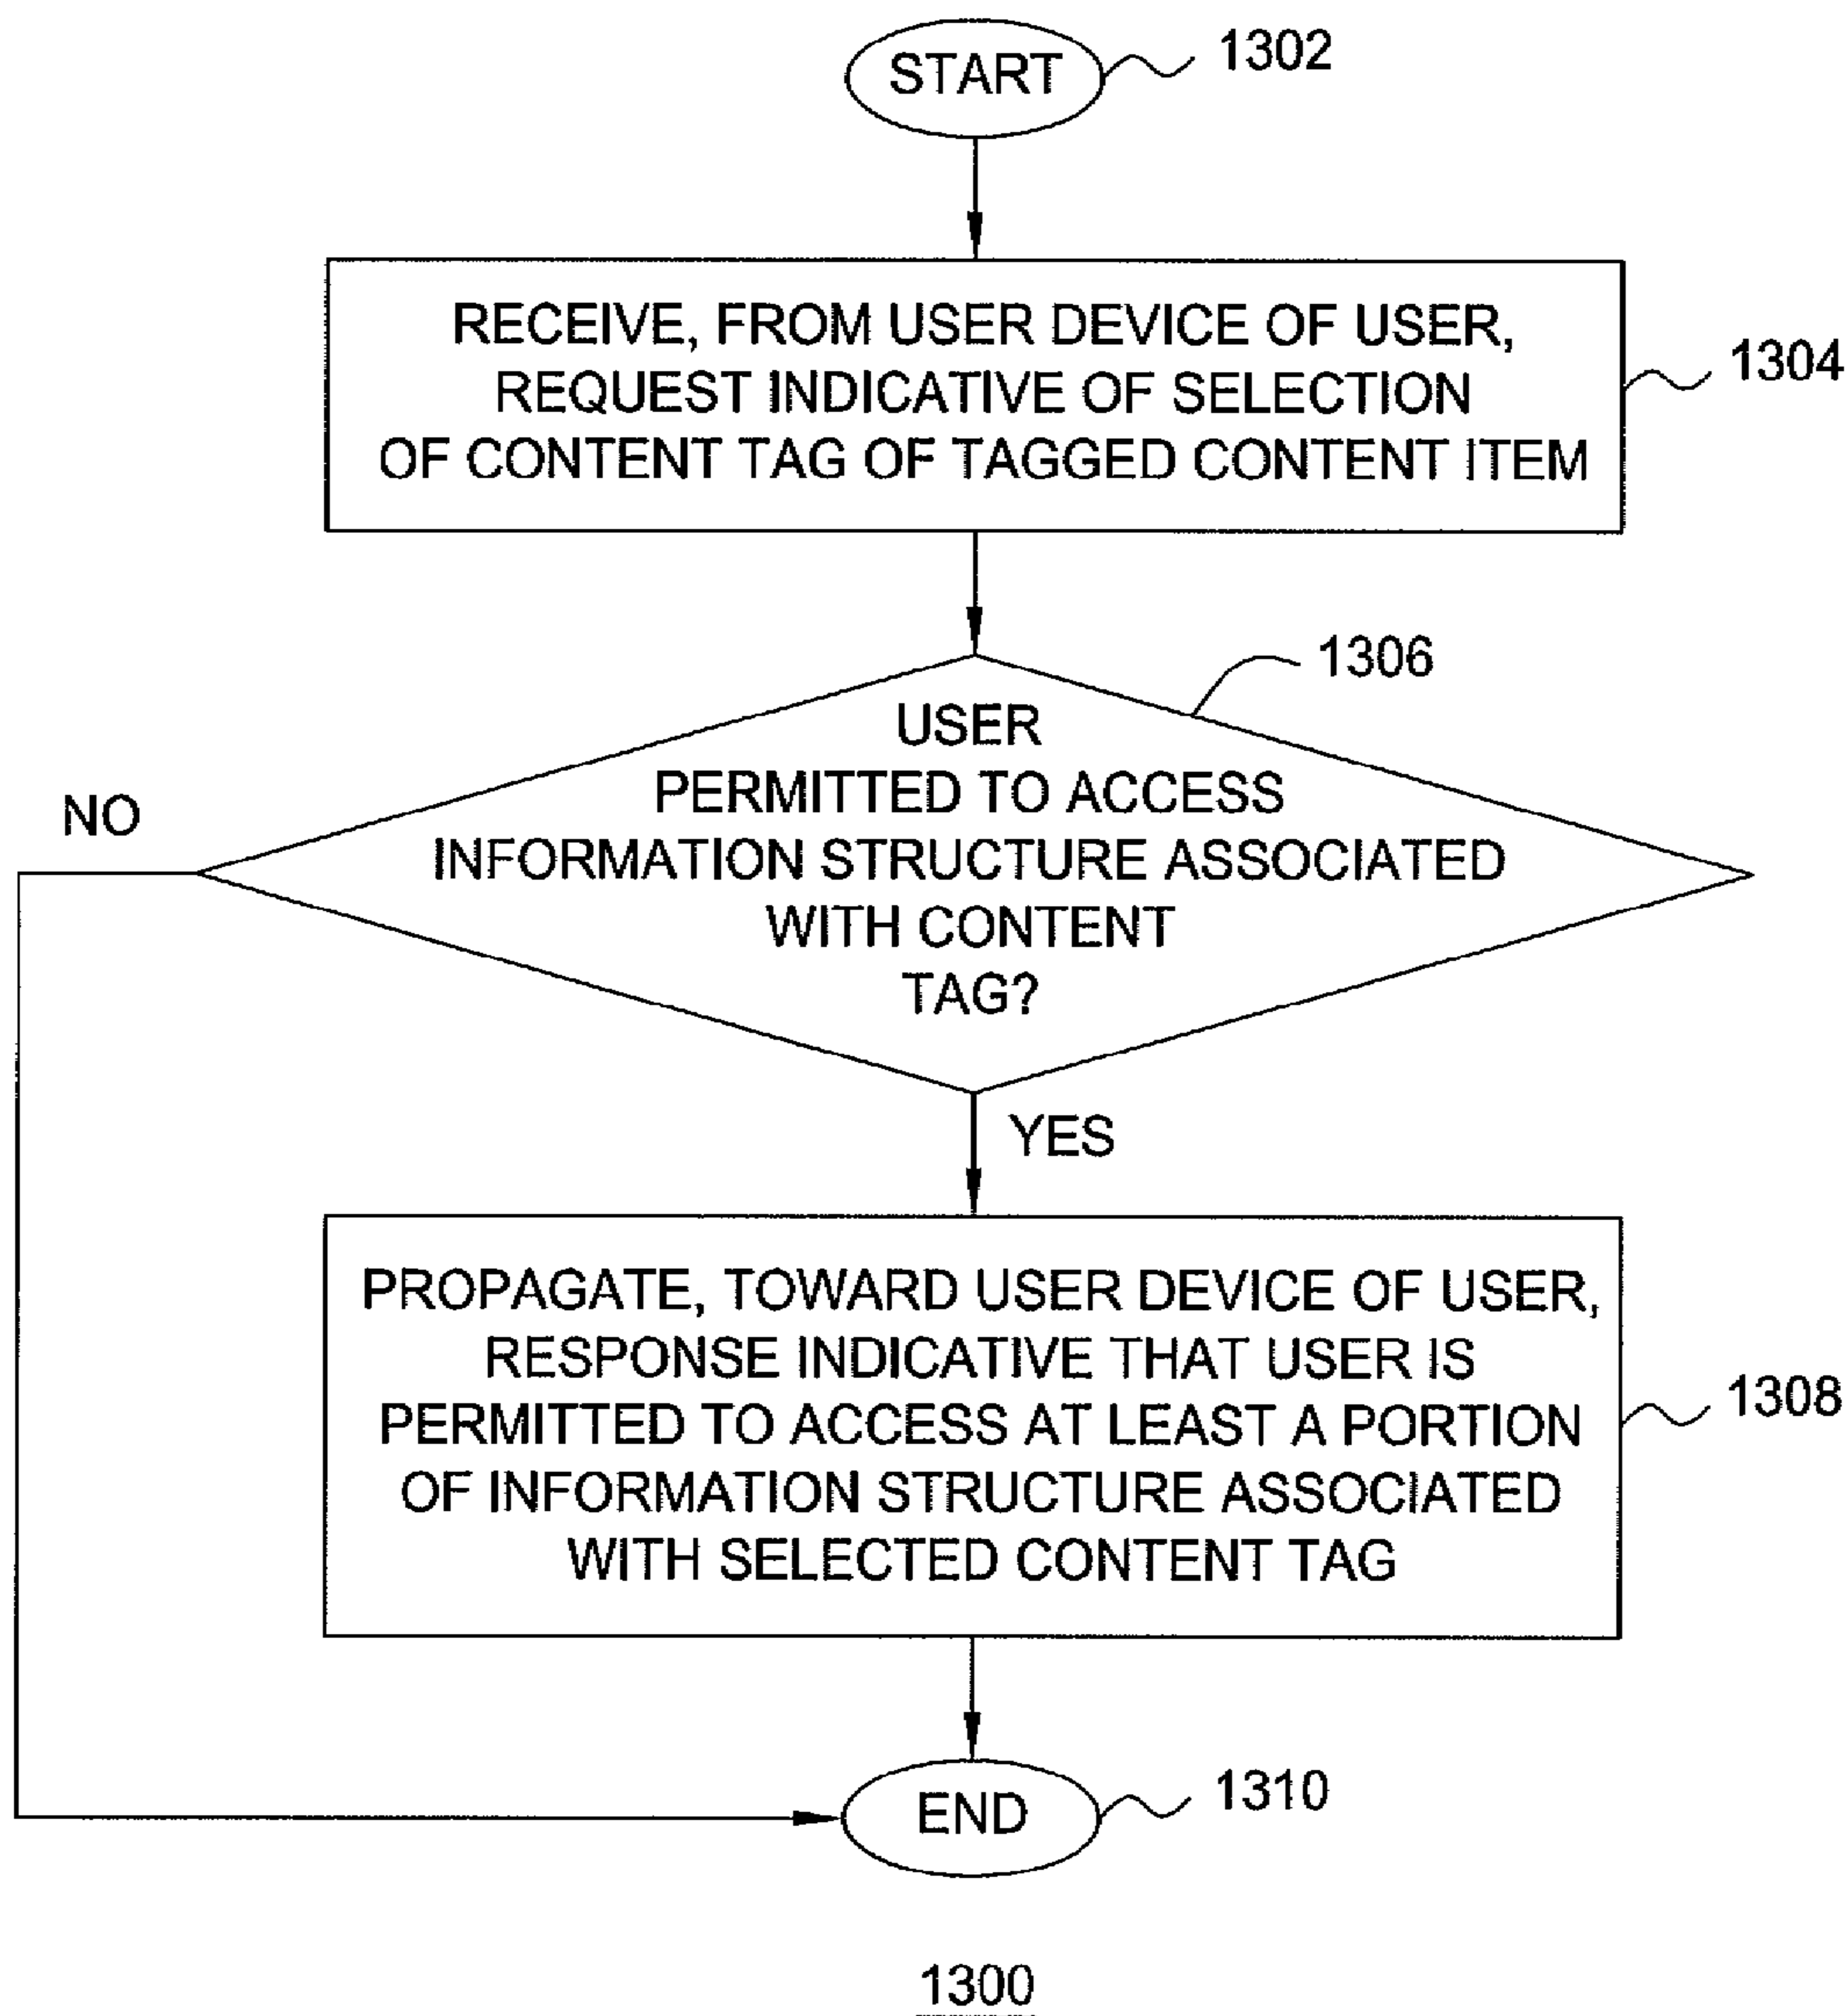 START
1302
RECEIVE, FROM USER DEVICE OF USER,
REQUEST INDICATIVE OF SELECTION
OF CONTENT TAG OF TAGGED CONTENT ITEM
1304
1306
USER
PERMITTED TO ACCESS
INFORMATION STRUCTURE ASSOCIATED
WITH CONTENT
TAG?
NO
YES
PROPAGATE, TOWARD USER DEVICE OF USER,
RESPONSE INDICATIVE THAT USER IS
PERMITTED TO ACCESS AT LEAST A PORTION
OF INFORMATION STRUCTURE ASSOCIATED
WITH SELECTED CONTENT TAG
1308
END
1310
1300